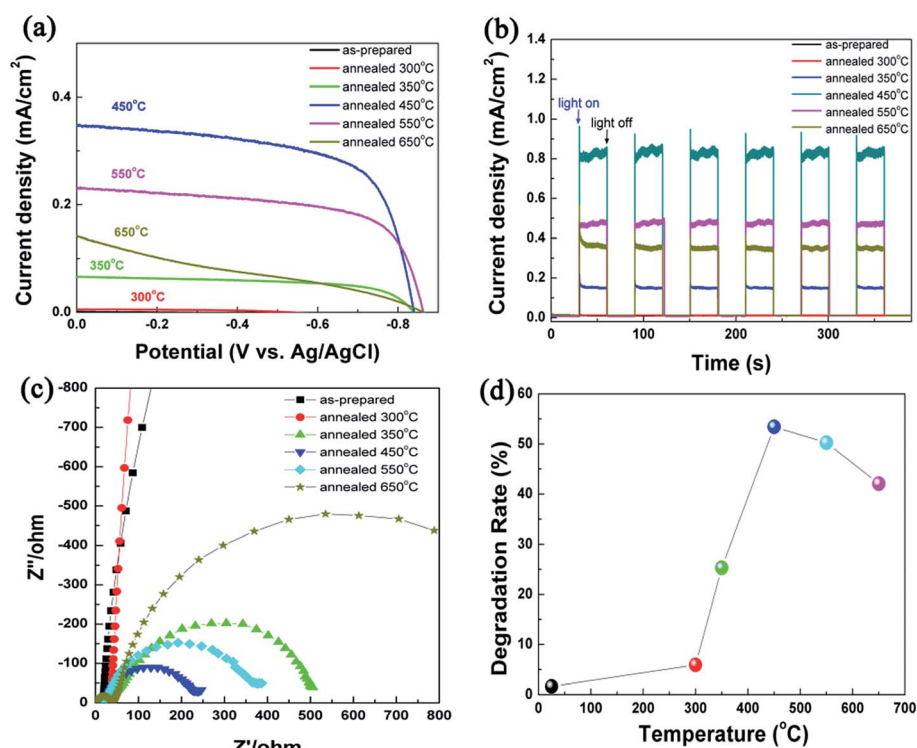 (a)
Current density (mA/cm²)
0.4
0.2
0.0
as-prepared
annealed 300°C
annealed 350°C
annealed 450°C
annealed 550°C
annealed 650°C
450°C
550°C
650°C
350°C
300°C
0.0 -0.2 -0.4 -0.6 -0.8
Potential (V vs. Ag/AgCl)
(b)
Current density (mA/cm²)
1.4
1.2
1.0
0.8
0.6
0.4
0.2
0.0
as-prepared
annealed 300°C
annealed 350°C
annealed 450°C
annealed 550°C
annealed 650°C
light on
light off
0 100 200 300
Time (s)
(c)
Z''/ohm
-800
-700
-600
-500
-400
-300
-200
-100
0
as-prepared
annealed 300°C
annealed 350°C
annealed 450°C
annealed 550°C
annealed 650°C
0 100 200 300 400 500 600 700 800
Z'/ohm
(d)
Degradation Rate (%)
60
50
40
30
20
10
0
0 100 200 300 400 500 600 700
Temperature (°C)